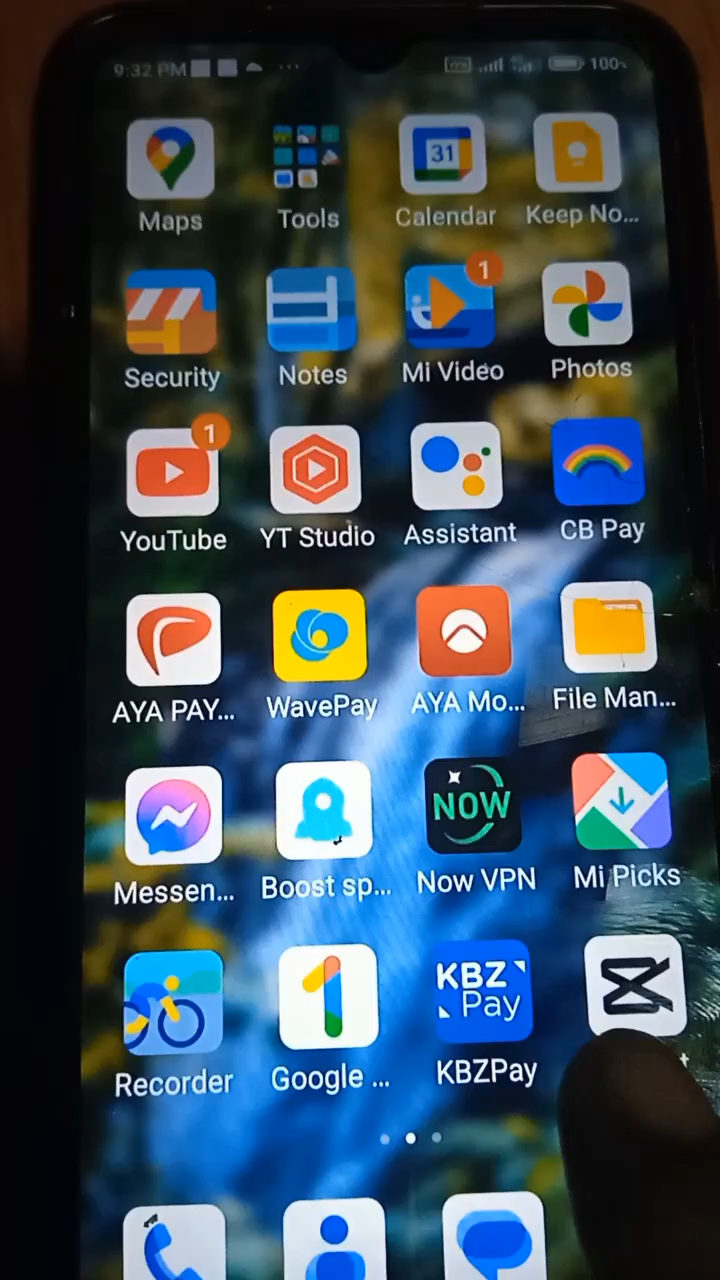 9:32 PM
100
31
Maps
Tools
Calendar
Keep No...
1
Security
Notes
Mi Video
Photos
1
YouTube
YT Studio
Assistant
CB Pay
AYA PAY...
WavePay
AYA Mo...
File Man...
NOW
Messen...
Boost sp...
Now VPN
Mi Picks
KBZ
Pay
Recorder
Google ...
KBZPay